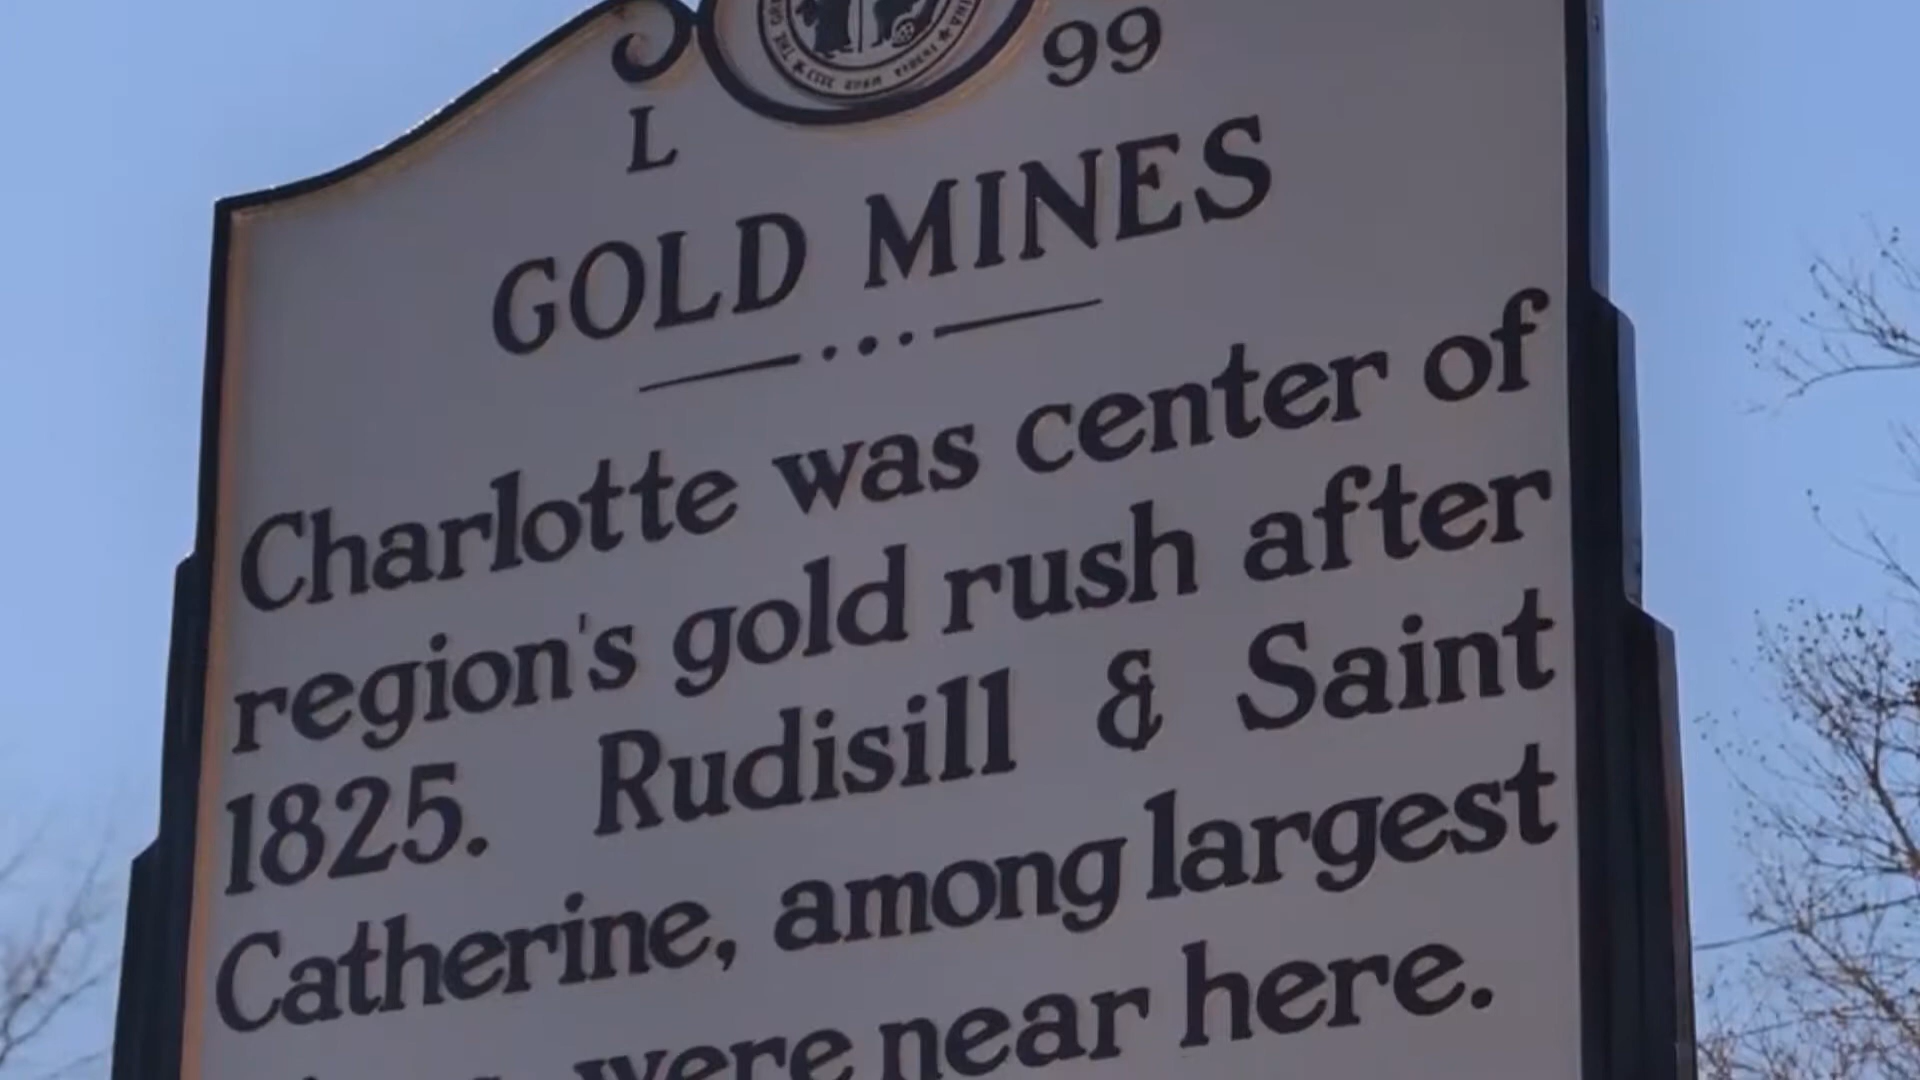 L 99
GOLD MINES
Charlotte was center of
region's gold rush after
1825. Rudisill & Saint
Catherine, among largest
were near here.